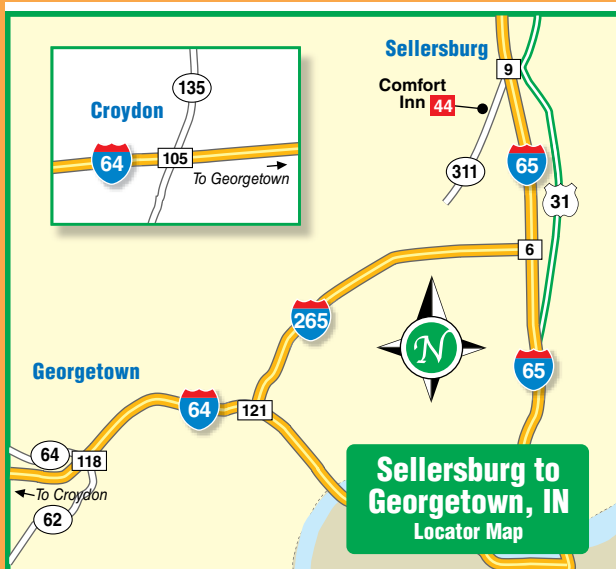 Sellersburg
9
Comfort
Inn 44
135
Croydon
64
105
To Georgetown
311
65
31
6
265
N
Georgetown
65
64
121
64
118
To Croydon
62
Sellersburg to
Georgetown, IN
Locator Map